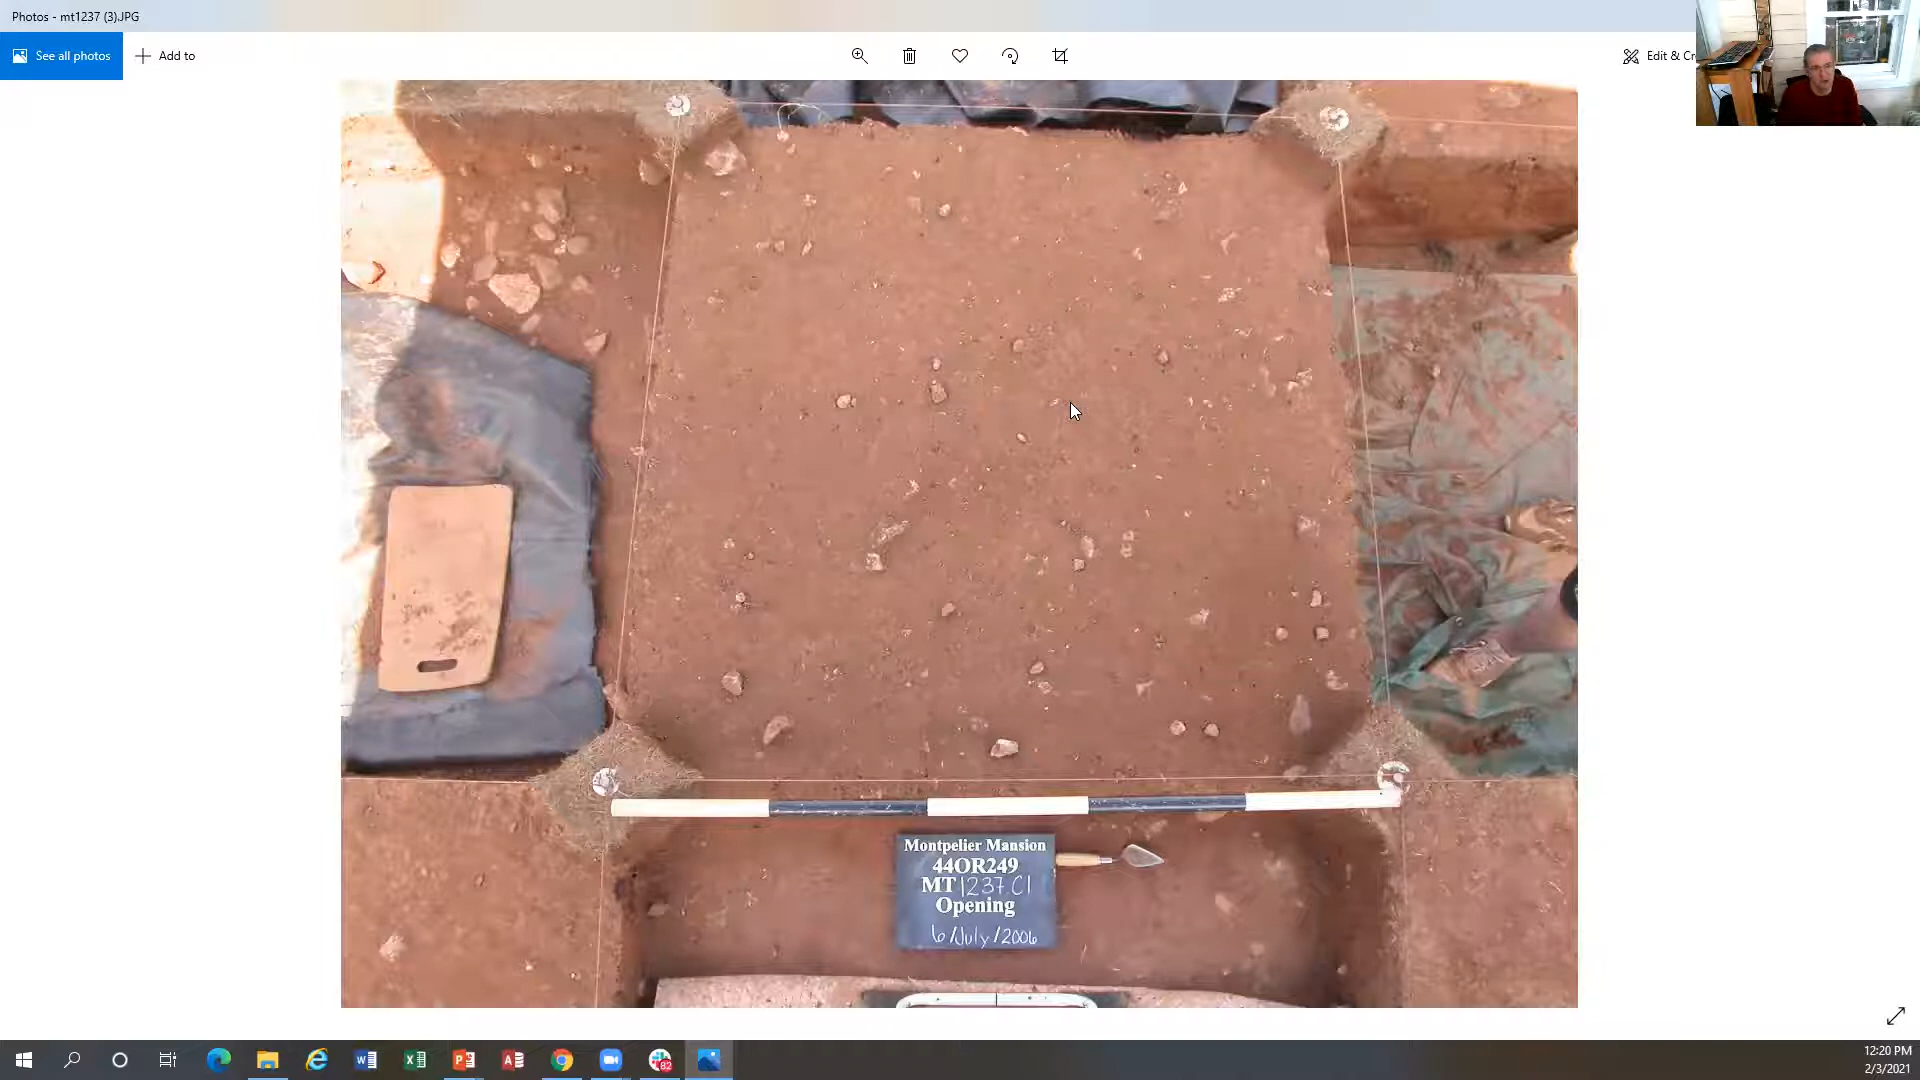 Photos - mt1237 (3).JPG
See all photos
Add to
Edit & Cr
Montpelier Mansion
44OR249
MT 1237.C1
Opening
6/July/2006
82
12:20 PM
2/3/2021